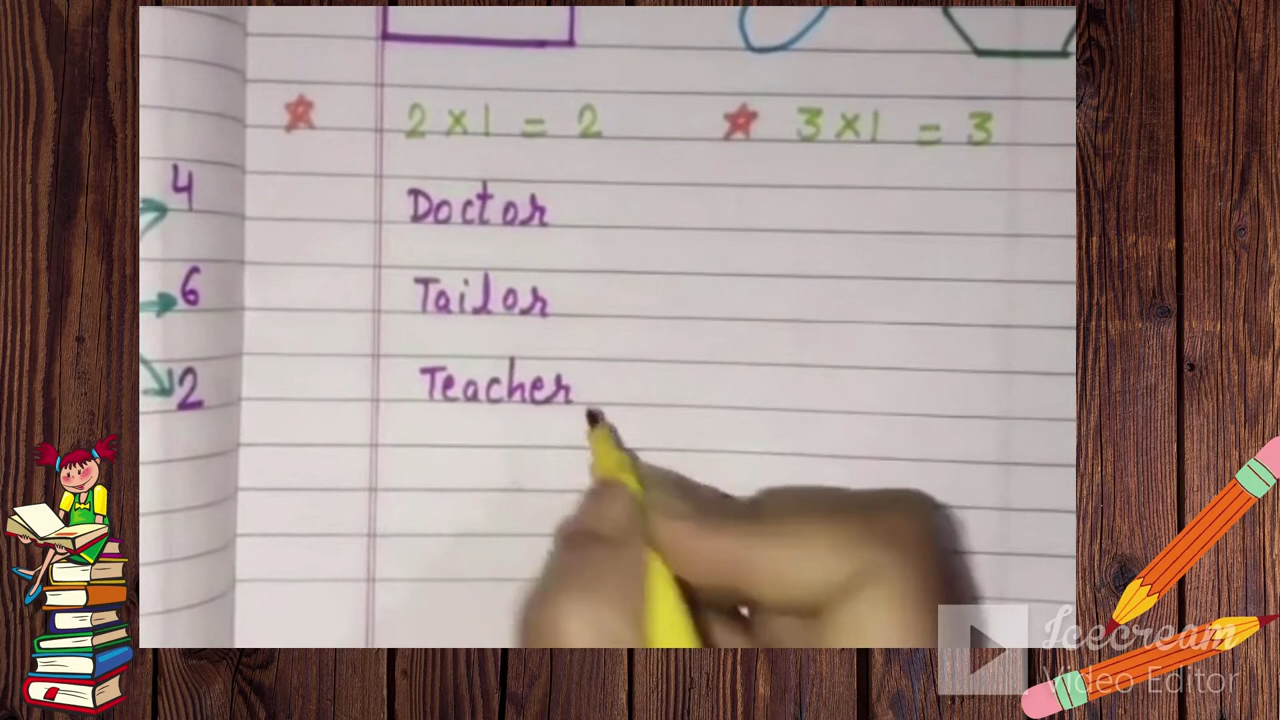 2 × 1 = 2 3 × 1 = 3
4
Doctor
6
Tailor
2
Teacher
Icecream
Video Editor